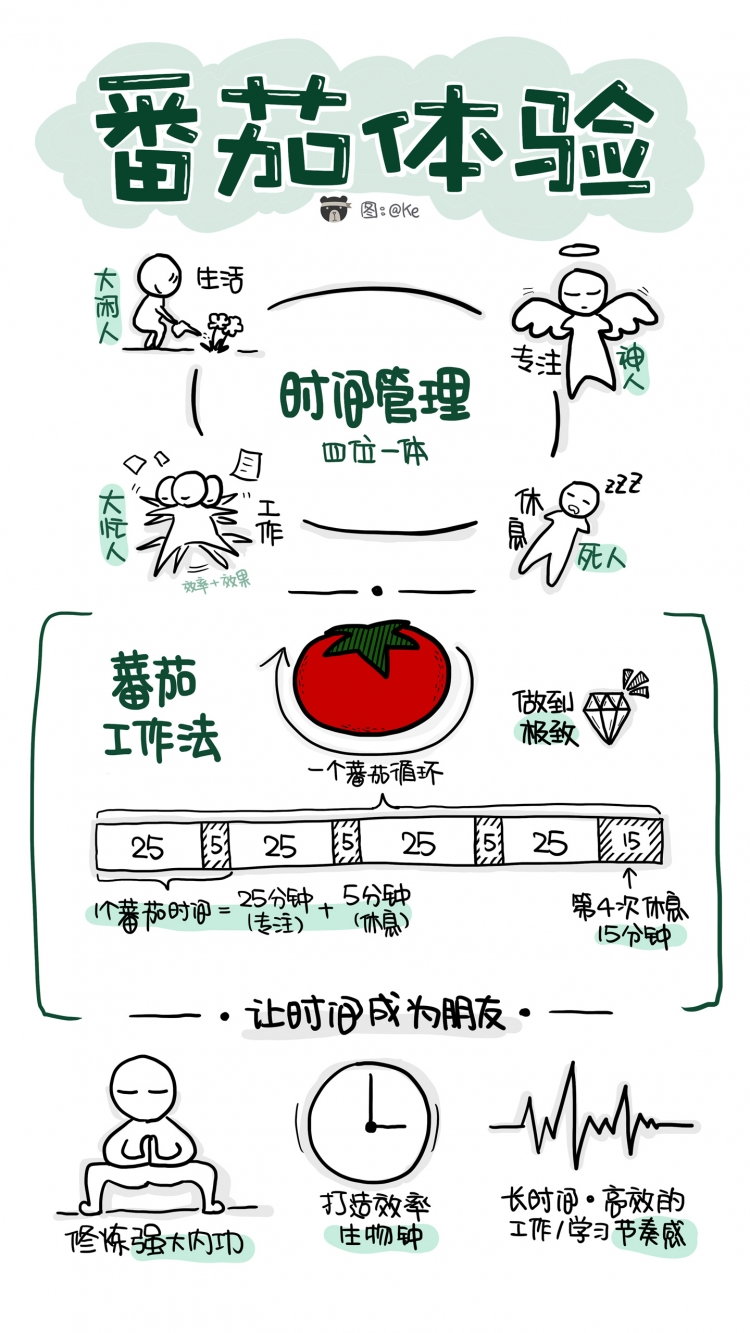 番茄体验
图:@Ke
大闲人
生活
专注
神人
时间管理
四位一体
大忙人
工作
效率+效果
休息
zzz
死人
蕃茄
工作法
做到
极致
一个蕃茄循环
25 5 25 5 25 5 25 15
1个蕃茄时间=25分钟(专注)+5分钟(休息)
第4次休息
15分钟
·让时间成为朋友·
修炼强大内功
打造效率
生物钟
长时间·高效的
工作/学习节奏感